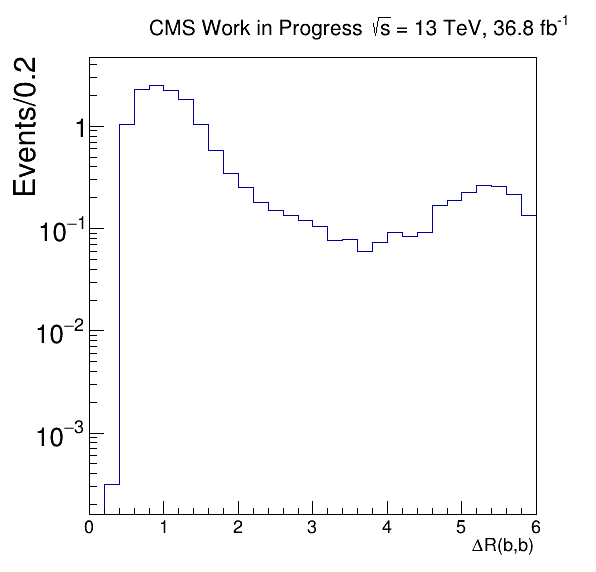 CMS Work in Progress √s = 13 TeV, 36.8 fb⁻¹
Events/0.2
1
10⁻¹
10⁻²
10⁻³
0 1 2 3 4 5 6
ΔR(b,b)